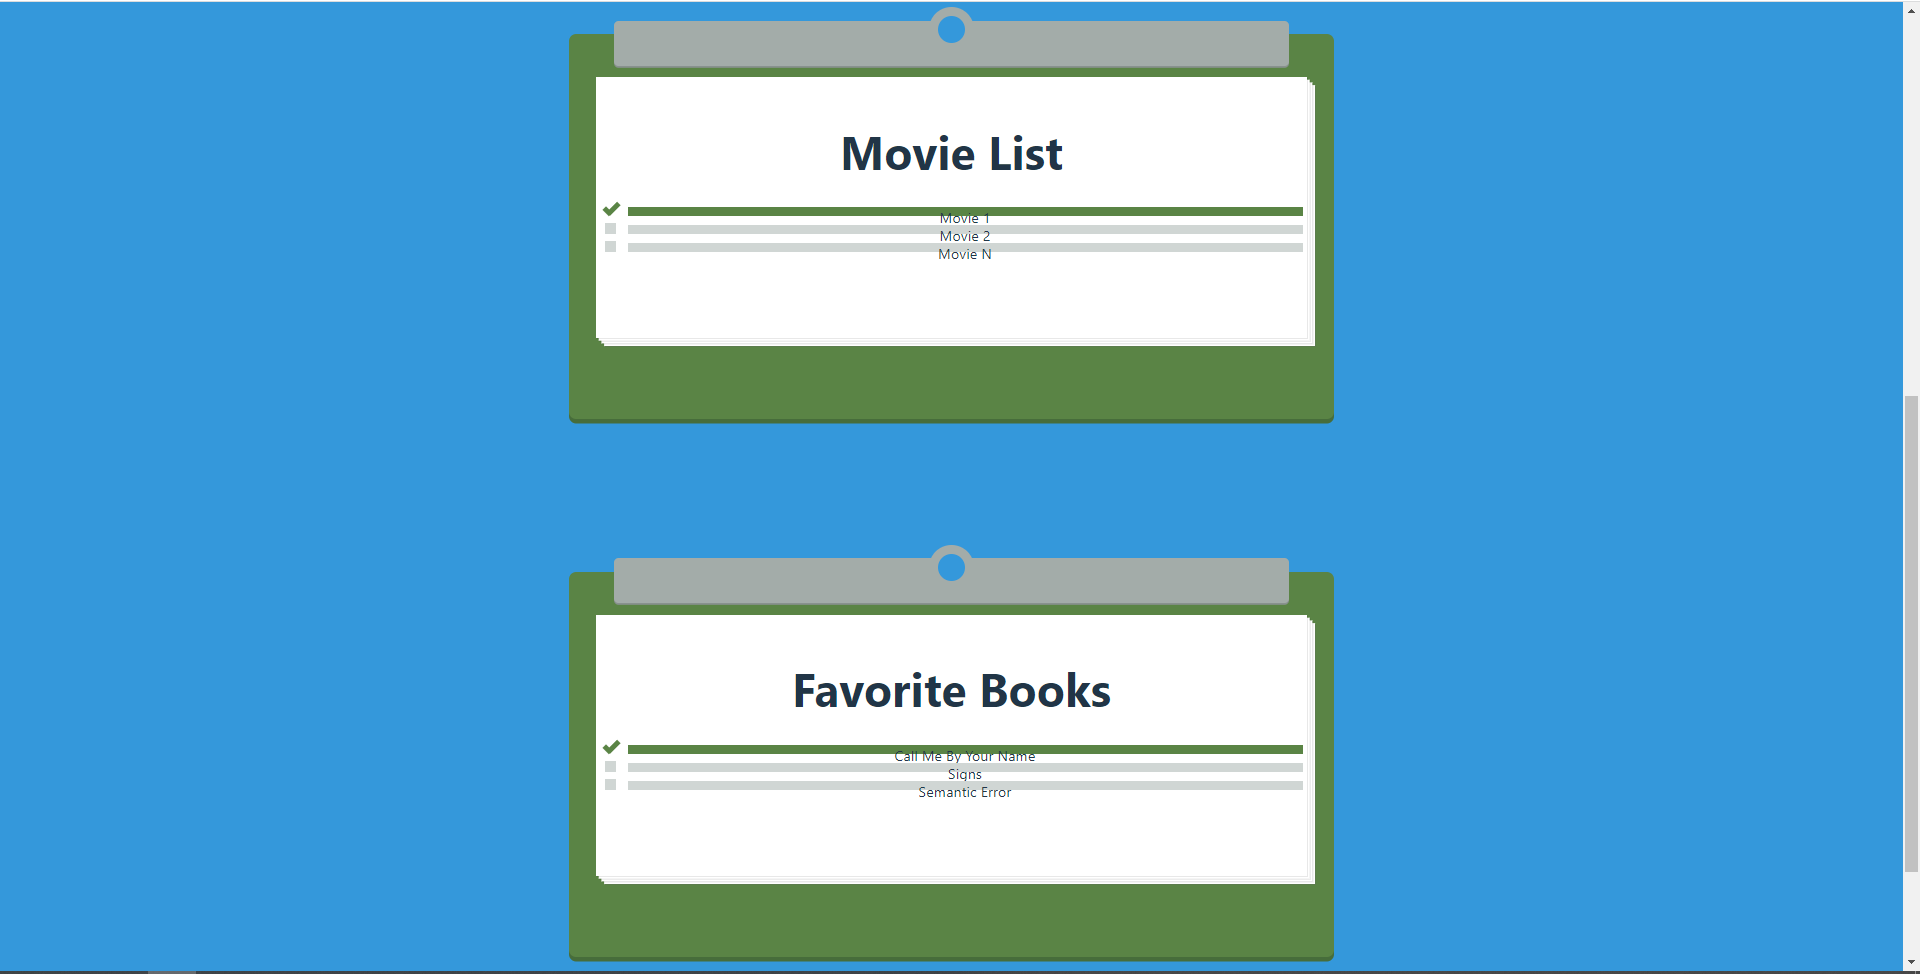 Movie List
Movie 1
Movie 2
Movie N
Favorite Books
Call Me By Your Name
Signs
Semantic Error